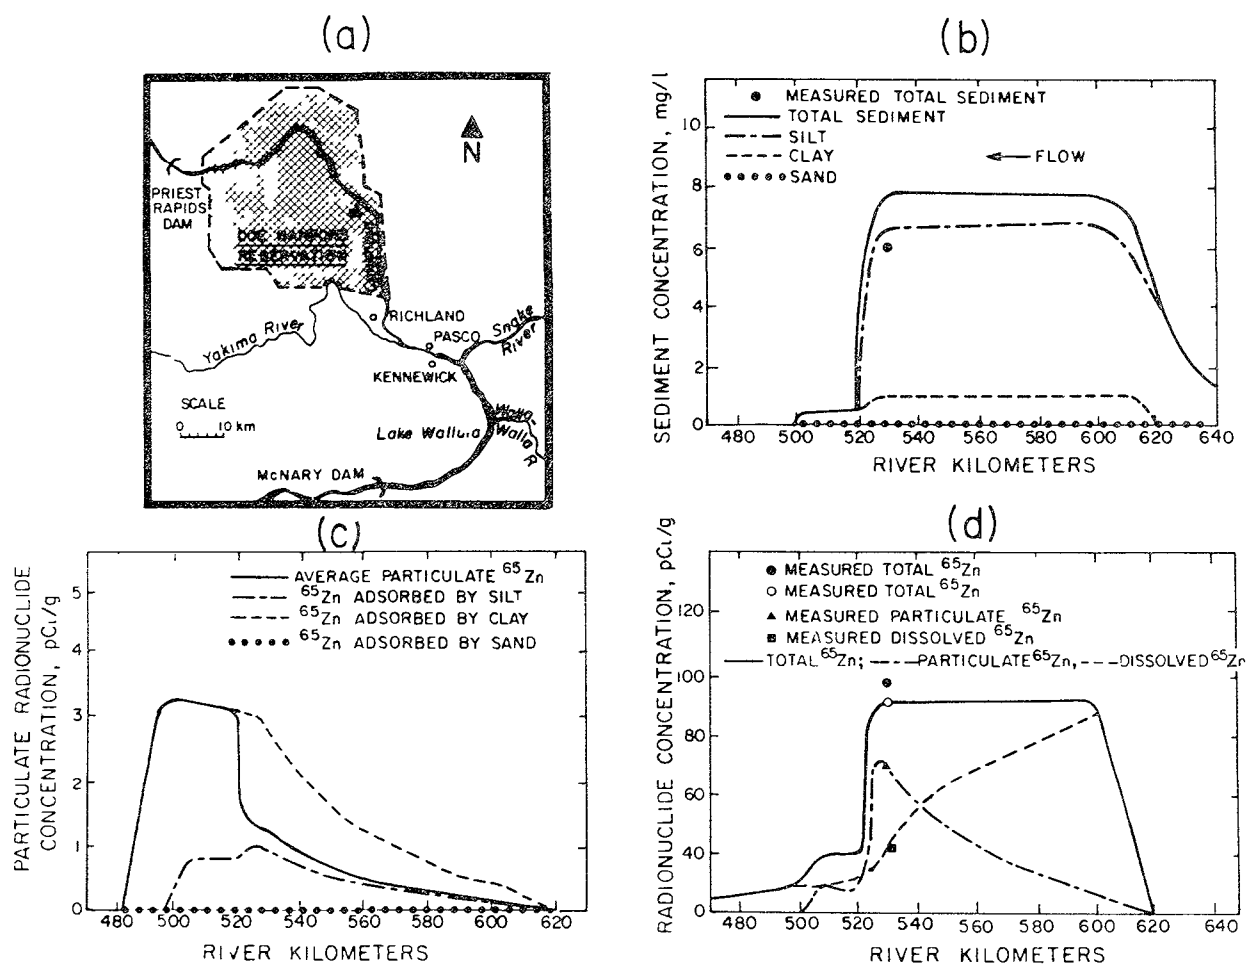 (a)
N
PRIEST
RAPIDS
DAM
DOE HANFORD
RESERVATION
RICHLAND
Yakima River
PASCO
Snake
River
KENNEWICK
SCALE
0 10 km
Lake Wallula
Walla
Walla R
McNARY DAM
(b)
SEDIMENT CONCENTRATION, mg/l
MEASURED TOTAL SEDIMENT
TOTAL SEDIMENT
SILT
CLAY
SAND
FLOW
10
8
6
4
2
0
480 500 520 540 560 580 600 620 640
RIVER KILOMETERS
(c)
PARTICULATE RADIONUCLIDE
CONCENTRATION, pCi/g
AVERAGE PARTICULATE 65Zn
65Zn ADSORBED BY SILT
65Zn ADSORBED BY CLAY
65Zn ADSORBED BY SAND
5
4
3
2
1
0
480 500 520 540 560 580 600 620
RIVER KILOMETERS
(d)
RADIONUCLIDE CONCENTRATION, pCi/g
MEASURED TOTAL 65Zn
MEASURED TOTAL 65Zn
MEASURED PARTICULATE 65Zn
MEASURED DISSOLVED 65Zn
TOTAL 65Zn; PARTICULATE 65Zn, DISSOLVED 65Zn
120
100
80
60
40
20
0
480 500 520 540 560 580 600 620 640
RIVER KILOMETERS